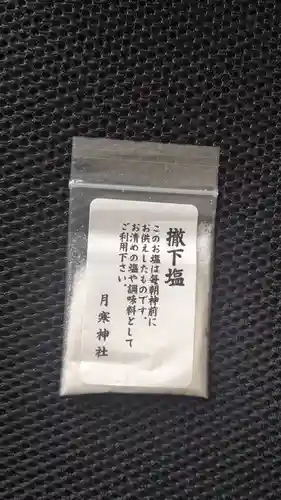 撤下塩
このお塩は毎朝神前に
お供えしたものです。
お清めの塩や、調味料として
ご利用下さい。
月寒神社